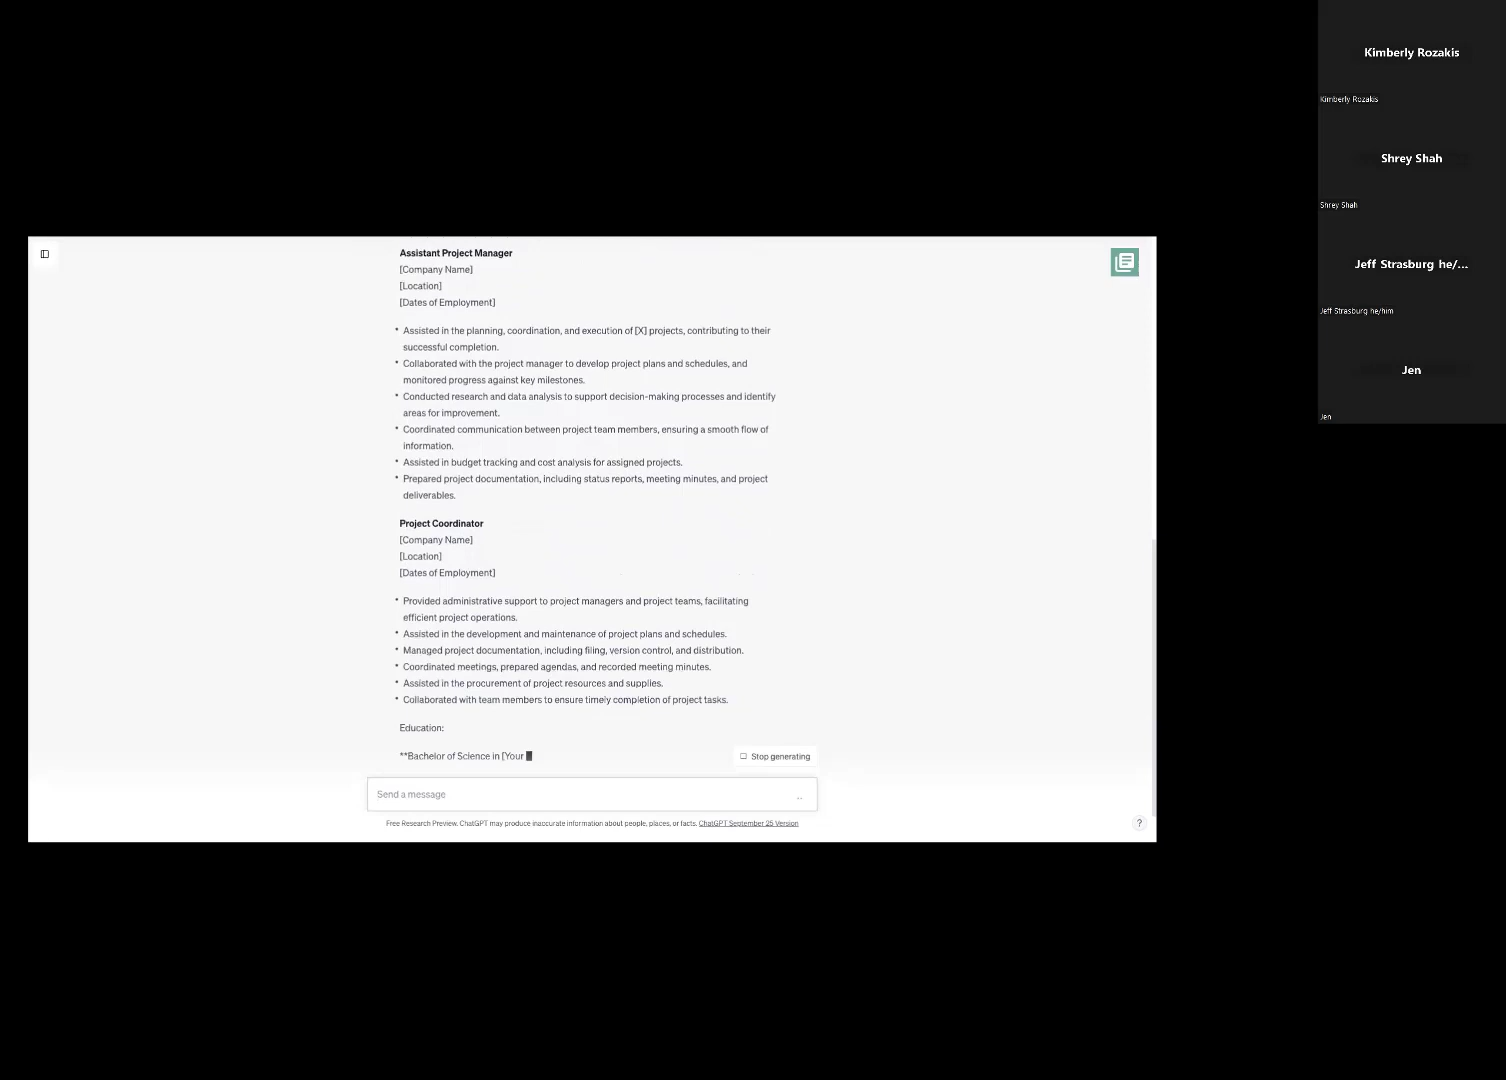 Assistant Project Manager
[Company Name]
[Location]
[Dates of Employment]
• Assisted in the planning, coordination, and execution of [X] projects, contributing to their
successful completion.
• Collaborated with the project manager to develop project plans and schedules, and
monitored progress against key milestones.
• Conducted research and data analysis to support decision-making processes and identify
areas for improvement.
• Coordinated communication between project team members, ensuring a smooth flow of
information.
• Assisted in budget tracking and cost analysis for assigned projects.
• Prepared project documentation, including status reports, meeting minutes, and project
deliverables.
Project Coordinator
[Company Name]
[Location]
[Dates of Employment]
• Provided administrative support to project managers and project teams, facilitating
efficient project operations.
• Assisted in the development and maintenance of project plans and schedules.
• Managed project documentation, including filing, version control, and distribution.
• Coordinated meetings, prepared agendas, and recorded meeting minutes.
• Assisted in the procurement of project resources and supplies.
• Collaborated with team members to ensure timely completion of project tasks.
Education:
**Bachelor of Science in [Your
Stop generating
Send a message
Free Research Preview. ChatGPT may produce inaccurate information about people, places, or facts. ChatGPT September 25 Version
?
Kimberly Rozakis
Kimberly Rozakis
Shrey Shah
Shrey Shah
Jeff Strasburg he/...
Jeff Strasburg he/him
Jen
Jen